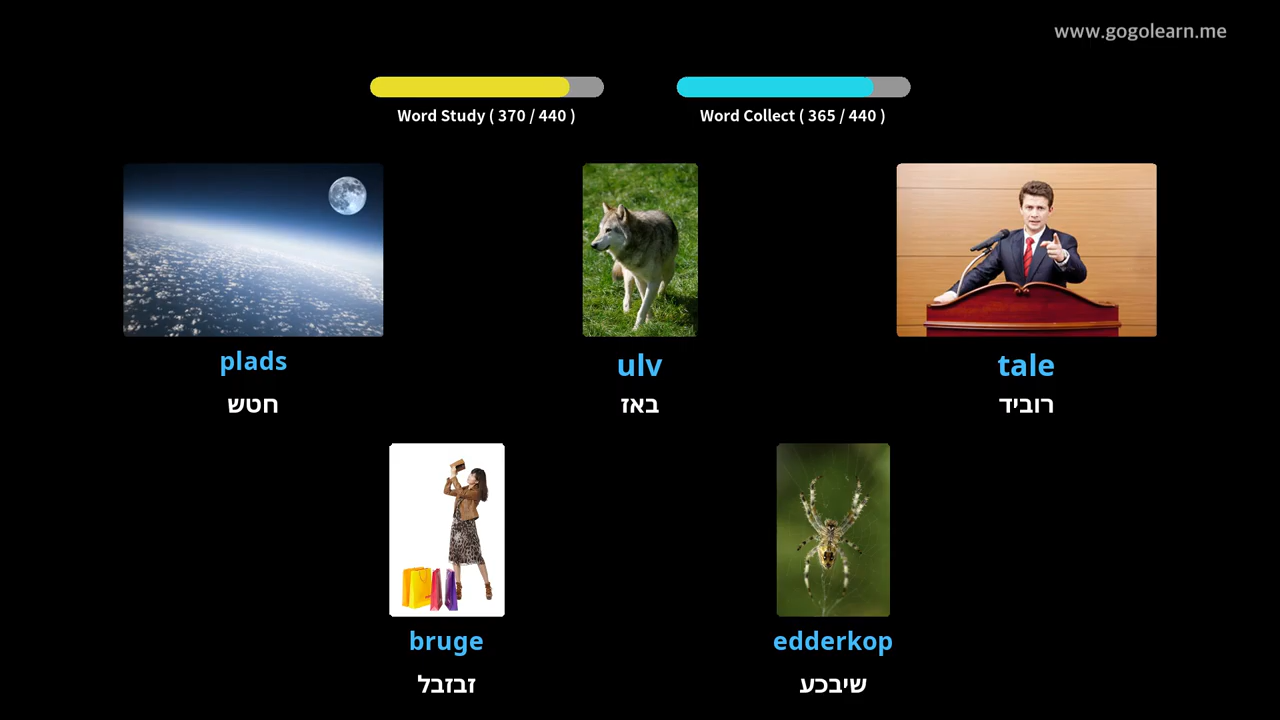 www.gogolearn.me
Word Study ( 370 / 440 )
Word Collect ( 365 / 440 )
plads
ulv
tale
חטש
באז
רוביד
bruge
edderkop
זבזבל
שיבכע